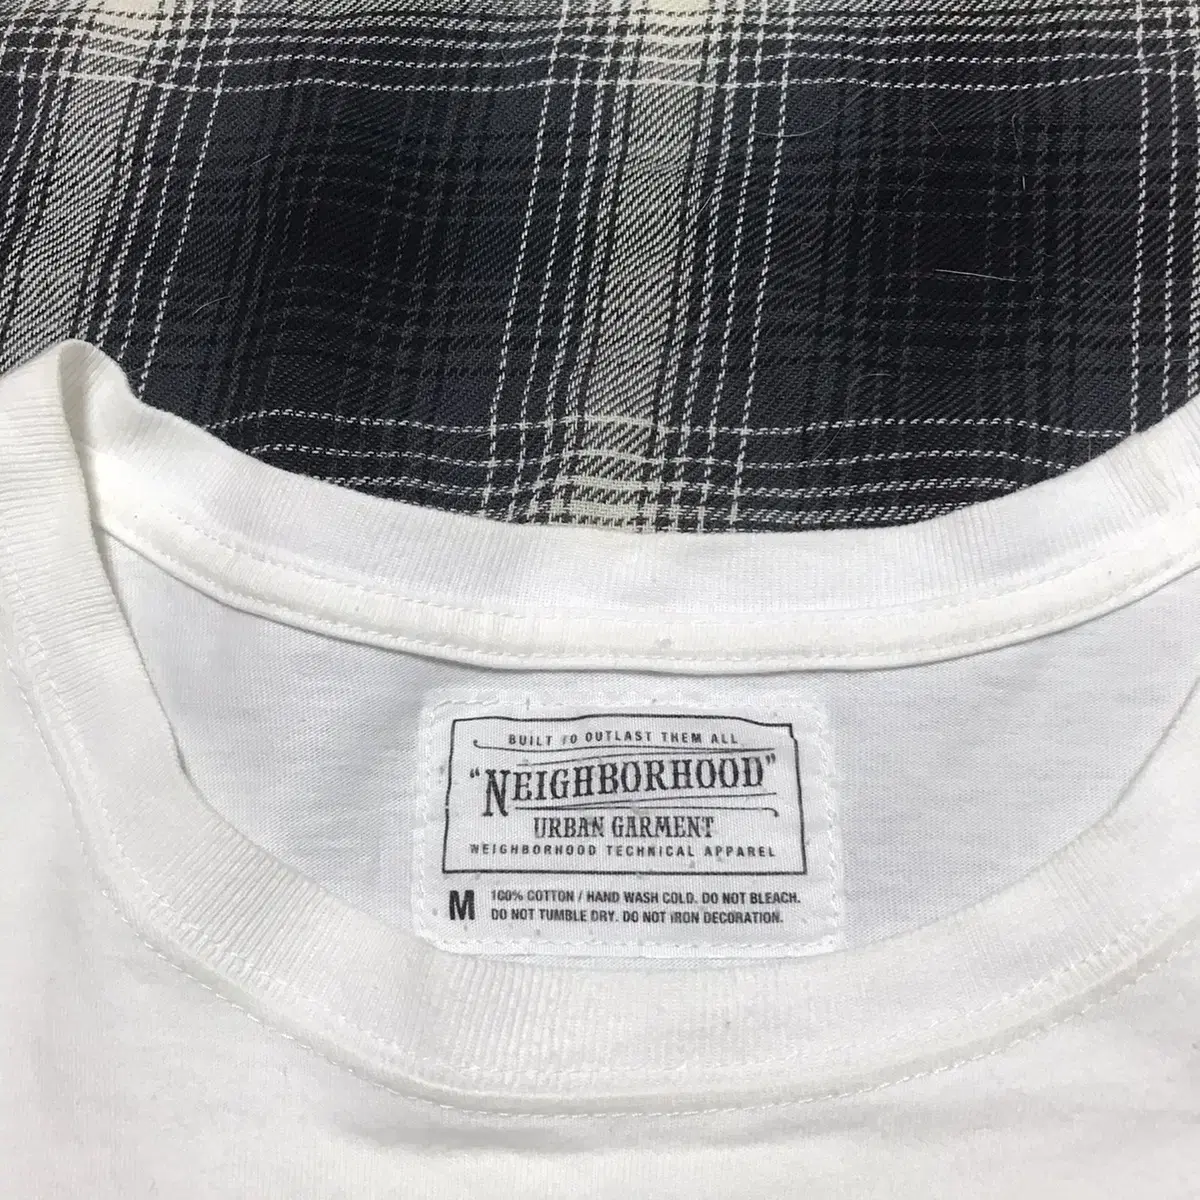 BUILT TO OUTLAST THEM ALL
"NEIGHBORHOOD"
URBAN GARMENT
NEIGHBORHOOD TECHNICAL APPAREL
M 100% COTTON / HAND WASH COLD. DO NOT BLEACH.
DO NOT TUMBLE DRY. DO NOT IRON DECORATION.